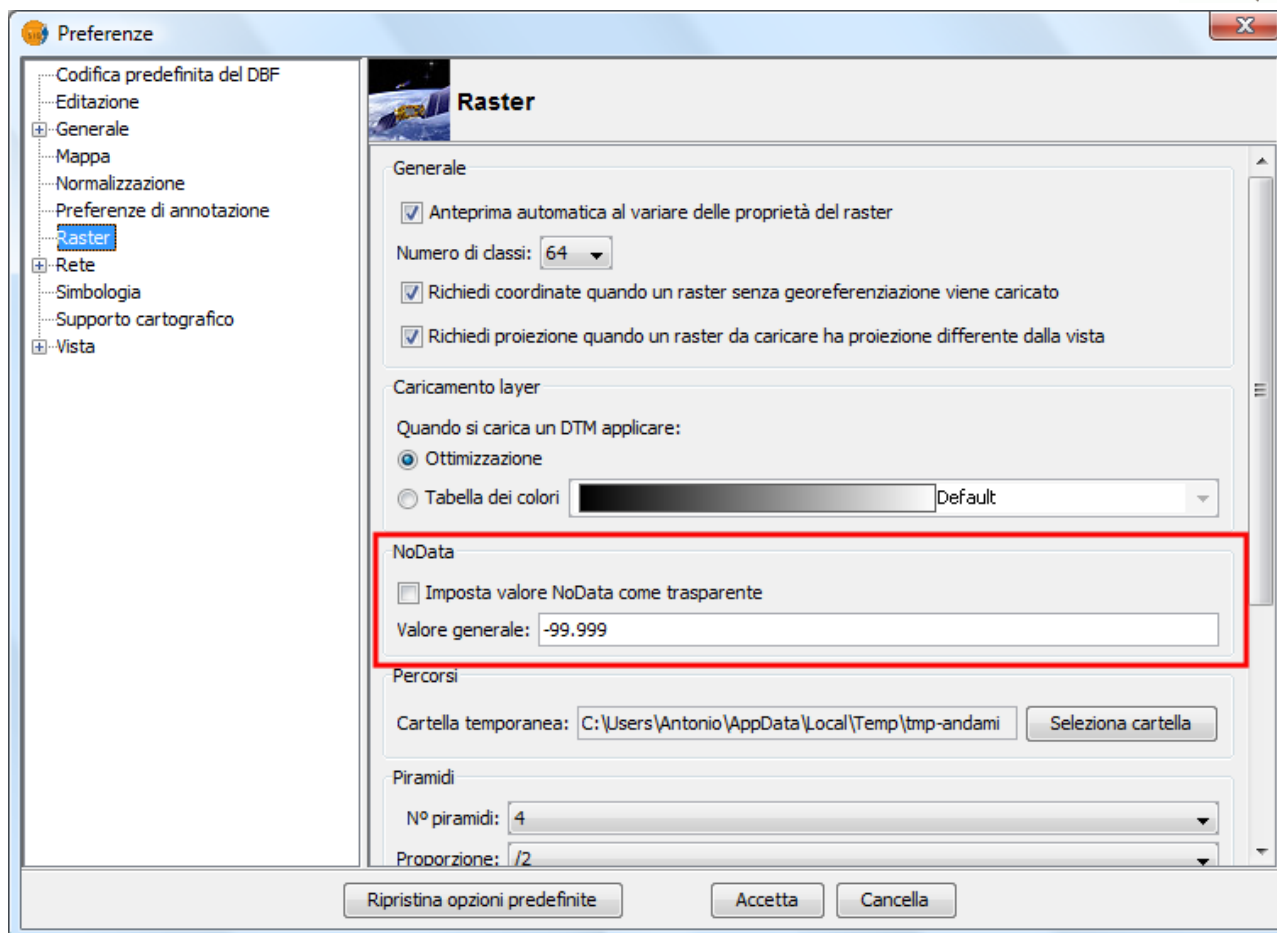 Preferenze
Codifica predefinita del DBF
Editazione
Generale
Mappa
Normalizzazione
Preferenze di annotazione
Raster
Rete
Simbologia
Supporto cartografico
Vista
Raster
Generale
Anteprima automatica al variare delle proprietà del raster
Numero di classi: 64
Richiedi coordinate quando un raster senza georeferenziazione viene caricato
Richiedi proiezione quando un raster da caricare ha proiezione differente dalla vista
Caricamento layer
Quando si carica un DTM applicare:
Ottimizzazione
Tabella dei colori Default
NoData
Imposta valore NoData come trasparente
Valore generale: -99.999
Percorsi
Cartella temporanea: C:\Users\Antonio\AppData\Local\Temp\tmp-andami Seleziona cartella
Piramidi
Nº piramidi: 4
Proporzione: /2
Ripristina opzioni predefinite Accetta Cancella